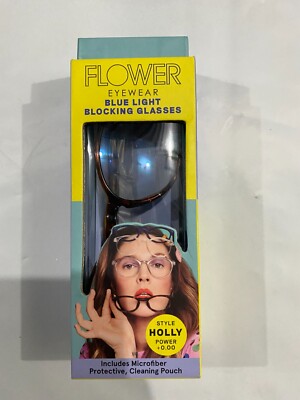 FLOWER
EYEWEAR
BLUE LIGHT
BLOCKING GLASSES
STYLE
HOLLY
POWER
+0.00
Includes Microfiber
Protective, Cleaning Pouch